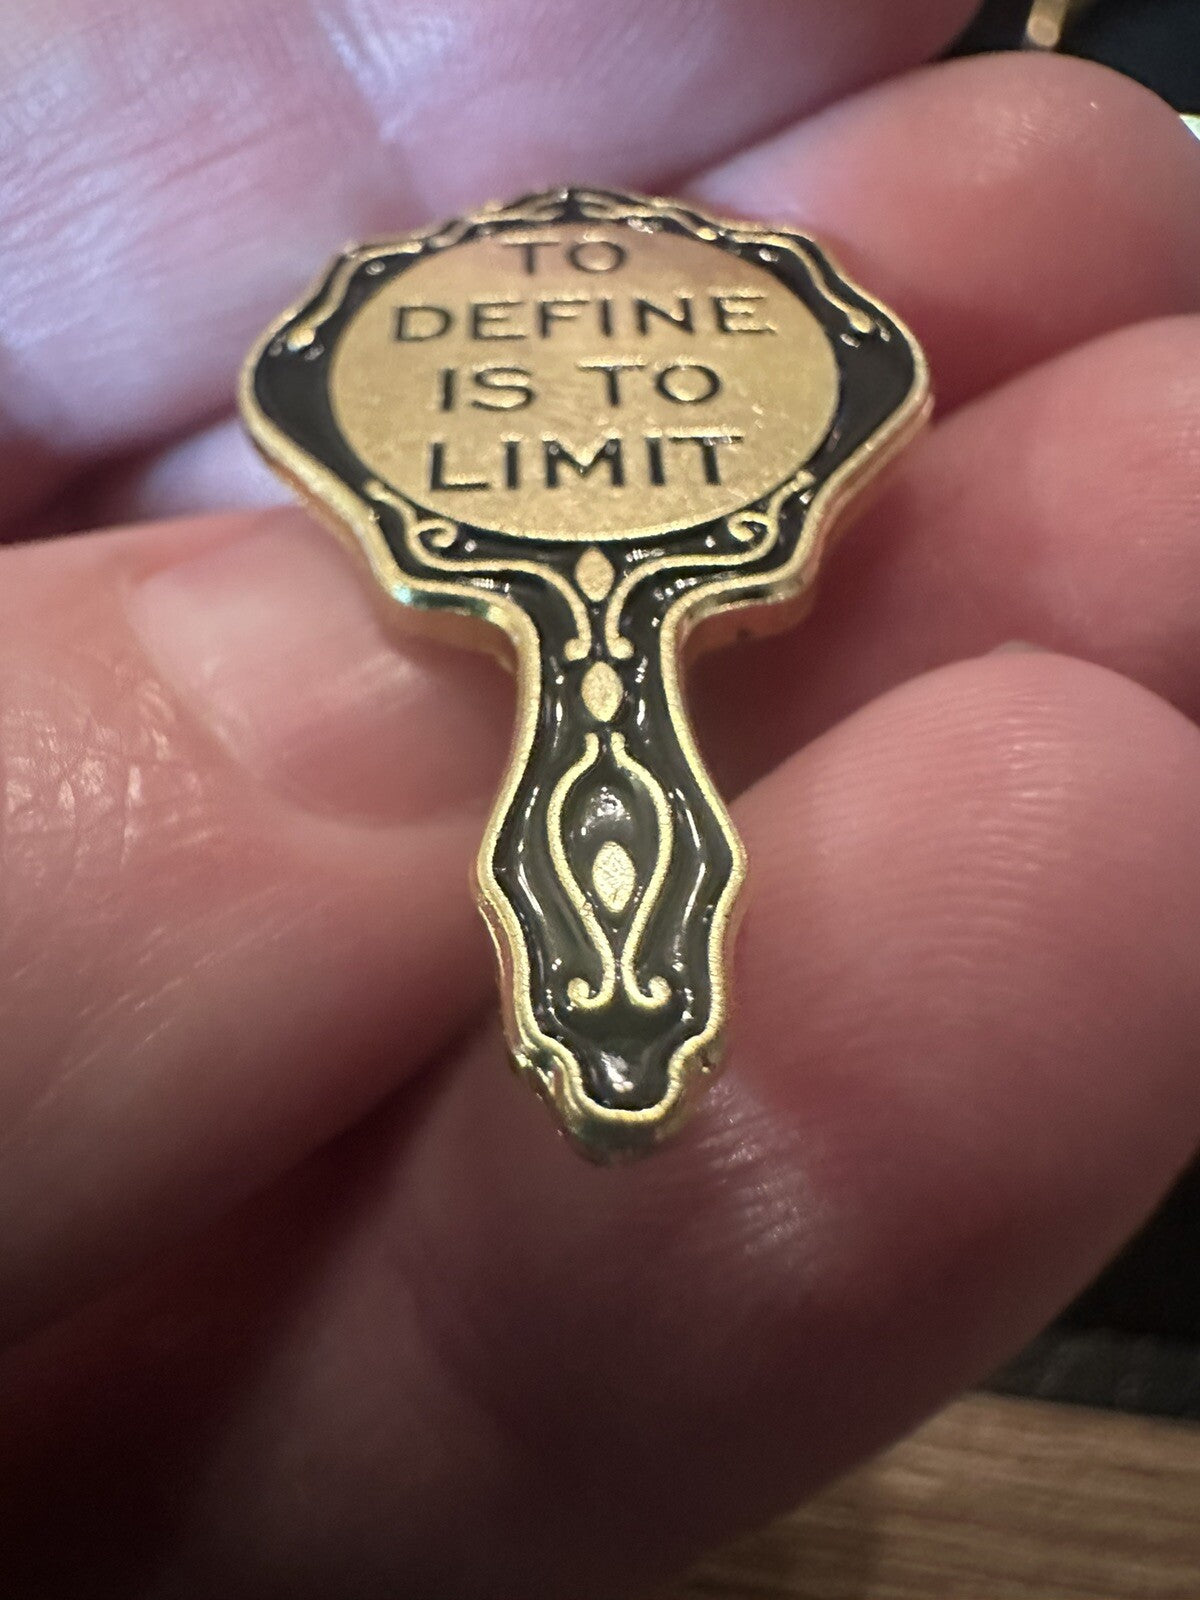 TO
DEFINE
IS TO
LIMIT